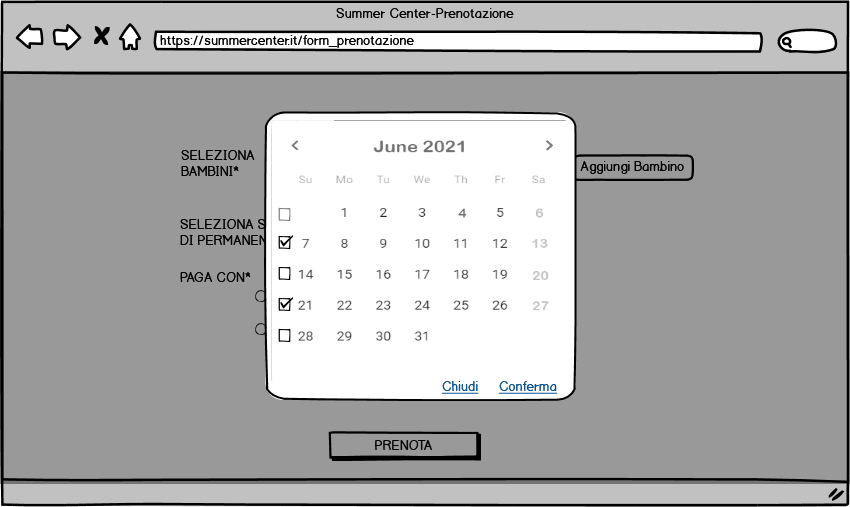 Summer Center-Prenotazione
https://summercenter.it/form_prenotazione
June 2021
Su Mo Tu We Th Fr Sa
1 2 3 4 5 6
7 8 9 10 11 12 13
14 15 16 17 18 19 20
21 22 23 24 25 26 27
28 29 30 31
Chiudi Conferma
SELEZIONA
BAMBINI*
Aggiungi Bambino
SELEZIONA S
DI PERMANEN
PAGA CON*
PRENOTA